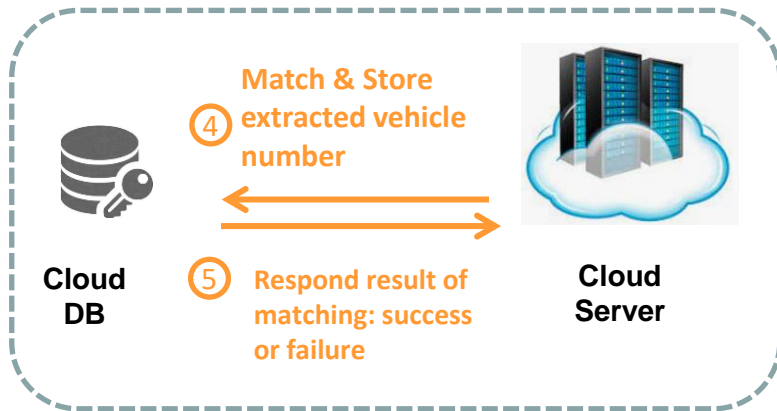 Match & Store
4 extracted vehicle
number
Cloud
DB
5 Respond result of
matching: success
or failure
Cloud
Server